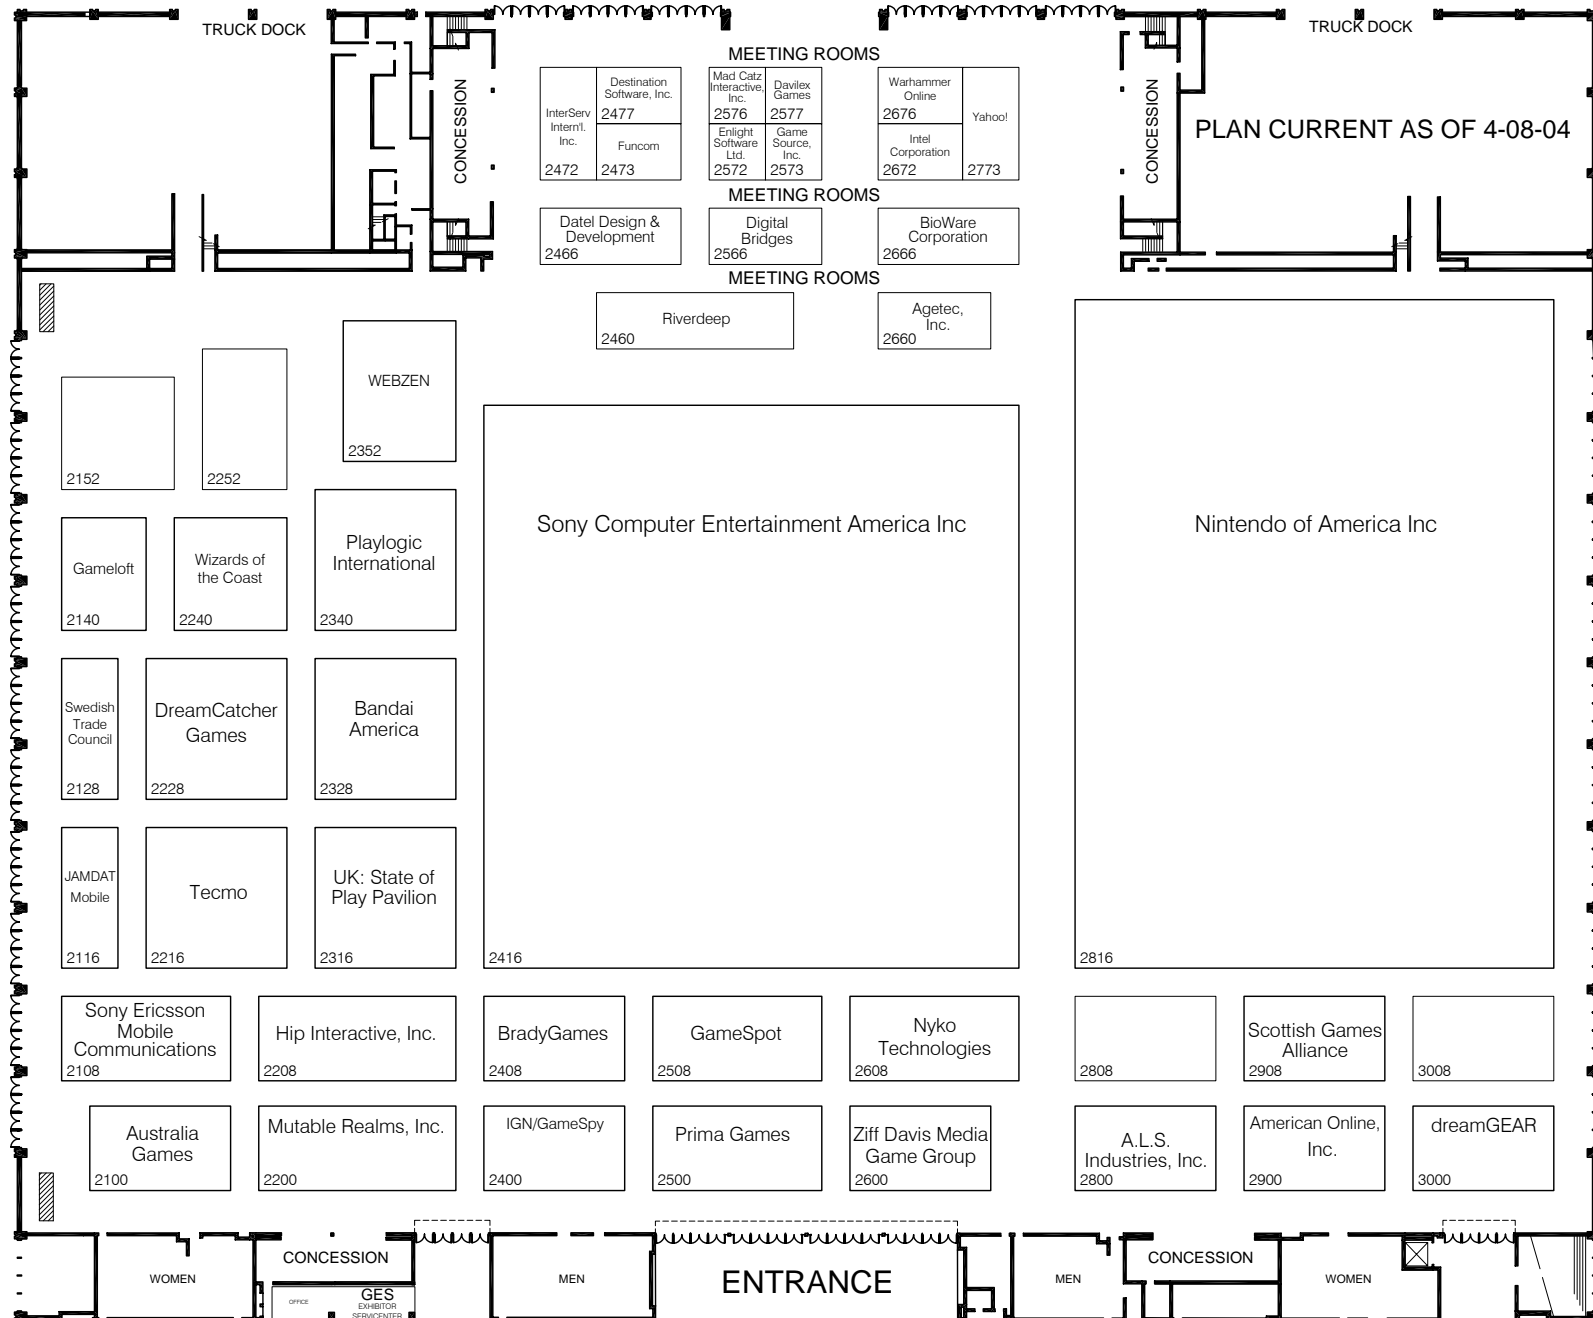 TRUCK DOCK
TRUCK DOCK
MEETING ROOMS
CONCESSION
InterServ
Intern'l.
Inc.
2472
Destination
Software, Inc.
2477
Funcom
2473
Mad Catz
Interactive,
Inc.
2576
Davilex
Games
2577
Enlight
Software
Ltd.
2572
Game
Source,
Inc.
2573
Warhammer
Online
2676
Intel
Corporation
2672
Yahoo!
2773
CONCESSION
PLAN CURRENT AS OF 4-08-04
MEETING ROOMS
Datel Design &
Development
2466
Digital
Bridges
2566
BioWare
Corporation
2666
MEETING ROOMS
Riverdeep
2460
Agetec,
Inc.
2660
2152
2252
WEBZEN
2352
Sony Computer Entertainment America Inc
2416
Nintendo of America Inc
2816
Gameloft
2140
Wizards of
the Coast
2240
Playlogic
International
2340
Swedish
Trade
Council
2128
DreamCatcher
Games
2228
Bandai
America
2328
JAMDAT
Mobile
2116
Tecmo
2216
UK: State of
Play Pavilion
2316
Sony Ericsson
Mobile
Communications
2108
Hip Interactive, Inc.
2208
BradyGames
2408
GameSpot
2508
Nyko
Technologies
2608
2808
Scottish Games
Alliance
2908
3008
Australia
Games
2100
Mutable Realms, Inc.
2200
IGN/GameSpy
2400
Prima Games
2500
Ziff Davis Media
Game Group
2600
A.L.S.
Industries, Inc.
2800
American Online,
Inc.
2900
dreamGEAR
3000
WOMEN
CONCESSION
OFFICE
GES
EXHIBITOR
SERVICENTER
MEN
ENTRANCE
MEN
CONCESSION
WOMEN